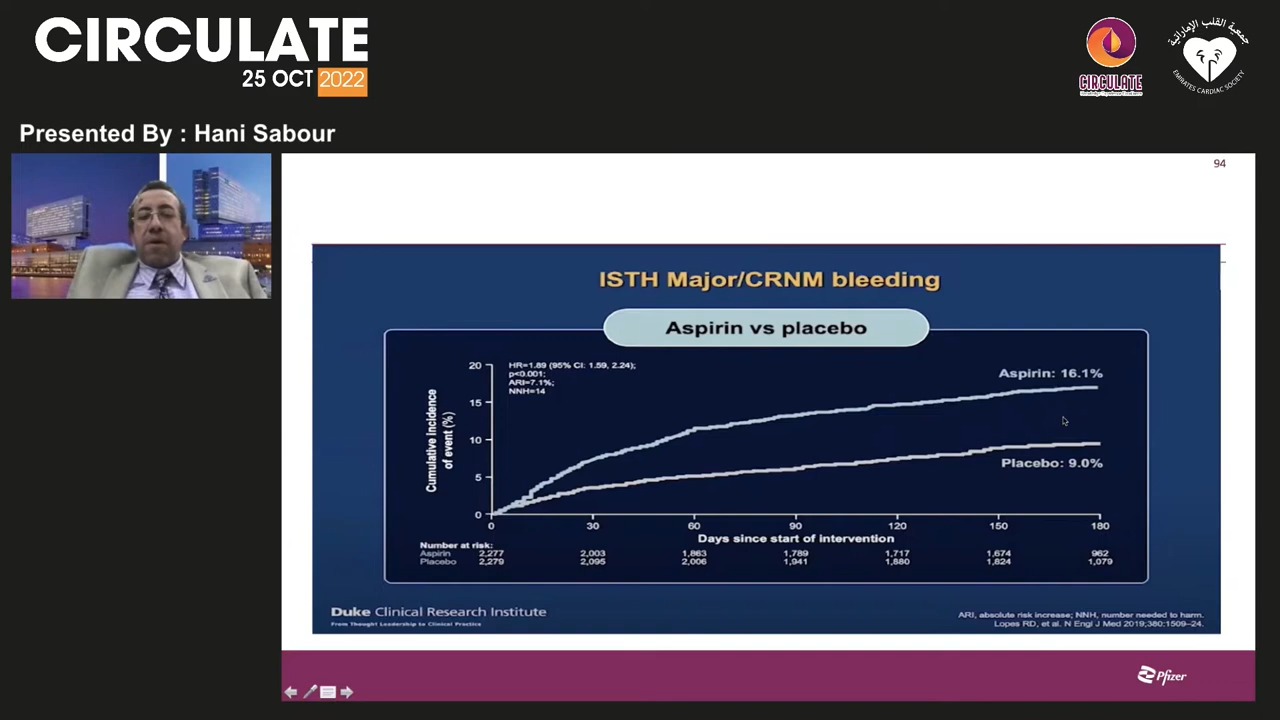 CIRCULATE
25 OCT 2022
CIRCULATE
جمعية القلب الإماراتية
EMIRATES CARDIAC SOCIETY
Presented By : Hani Sabour
94
ISTH Major/CRNM bleeding
Aspirin vs placebo
HR=1.89 (95% CI: 1.59, 2.24);
p<0.001;
ARI=7.1%;
NNH=14
Cumulative incidence
of event (%)
20
15
10
5
0
Aspirin: 16.1%
Placebo: 9.0%
0 30 60 90 120 150 180
Days since start of intervention
Number at risk:
Aspirin 2,277 2,003 1,863 1,789 1,717 1,674 962
Placebo 2,279 2,095 2,006 1,941 1,880 1,824 1,079
Duke Clinical Research Institute
From Thought Leadership to Clinical Practice
ARI, absolute risk increase; NNH, number needed to harm.
Lopes RD, et al. N Engl J Med 2019;380:1509–24.
Pfizer